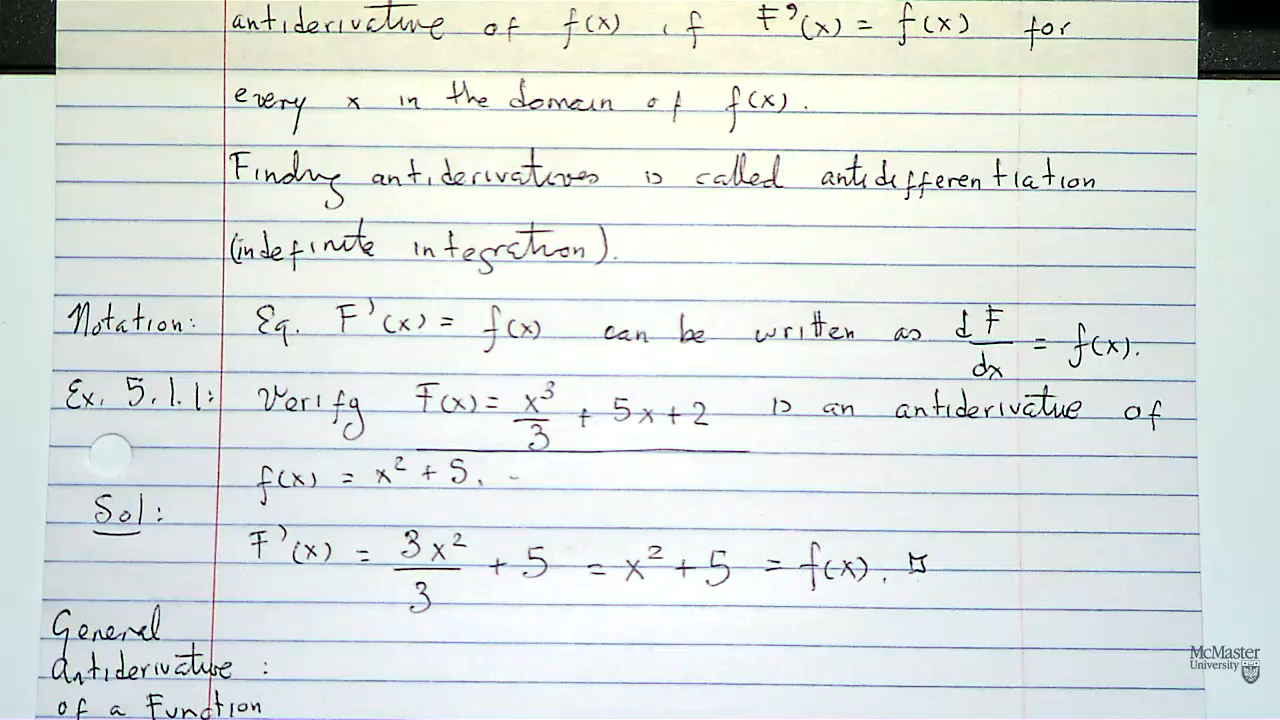 antiderivative of f(x) if F'(x) = f(x) for
every x in the domain of f(x).
Finding antiderivatives is called antidifferentiation
(indefinite integration).
Notation: Eq. F'(x) = f(x) can be written as dF/dx = f(x).
Ex. 5.1.1: Verify F(x) = x³/3 + 5x + 2 is an antiderivative of
f(x) = x² + 5.
Sol:
F'(x) = 3x²/3 + 5 = x² + 5 = f(x).
General
antiderivative :
of a Function
McMaster
University